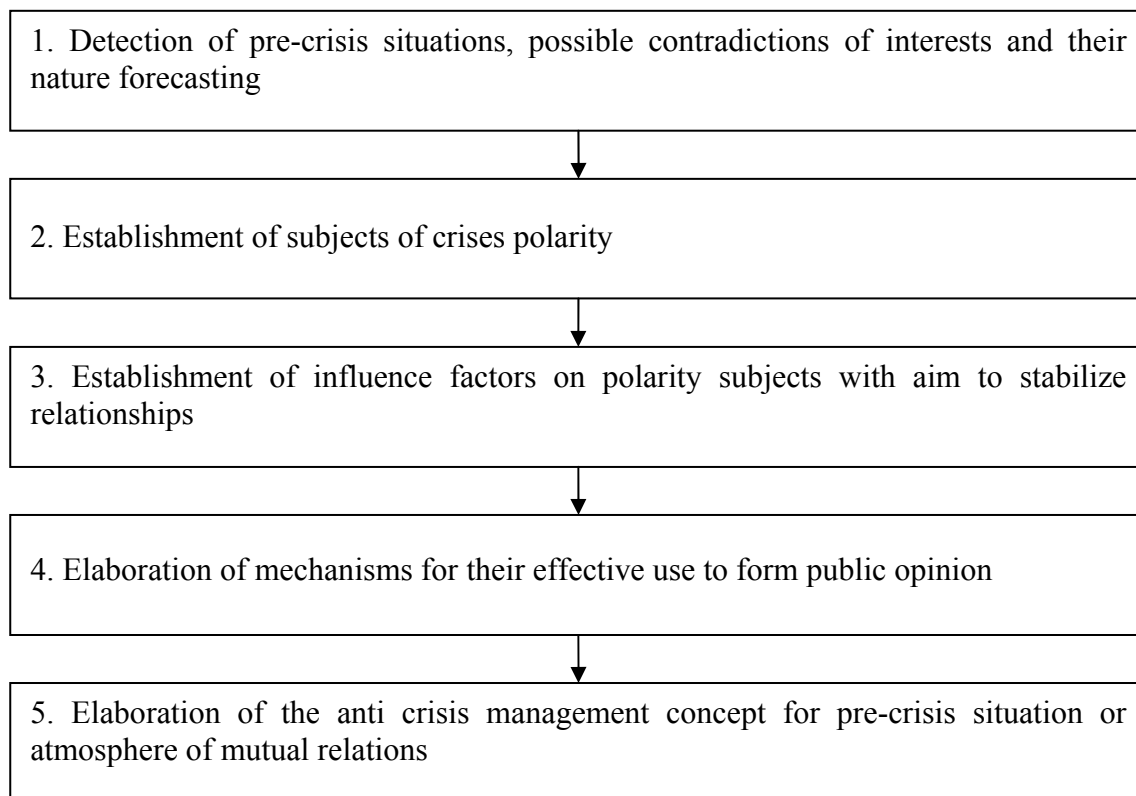 1. Detection of pre-crisis situations, possible contradictions of interests and their
nature forecasting
2. Establishment of subjects of crises polarity
3. Establishment of influence factors on polarity subjects with aim to stabilize
relationships
4. Elaboration of mechanisms for their effective use to form public opinion
5. Elaboration of the anti crisis management concept for pre-crisis situation or
atmosphere of mutual relations